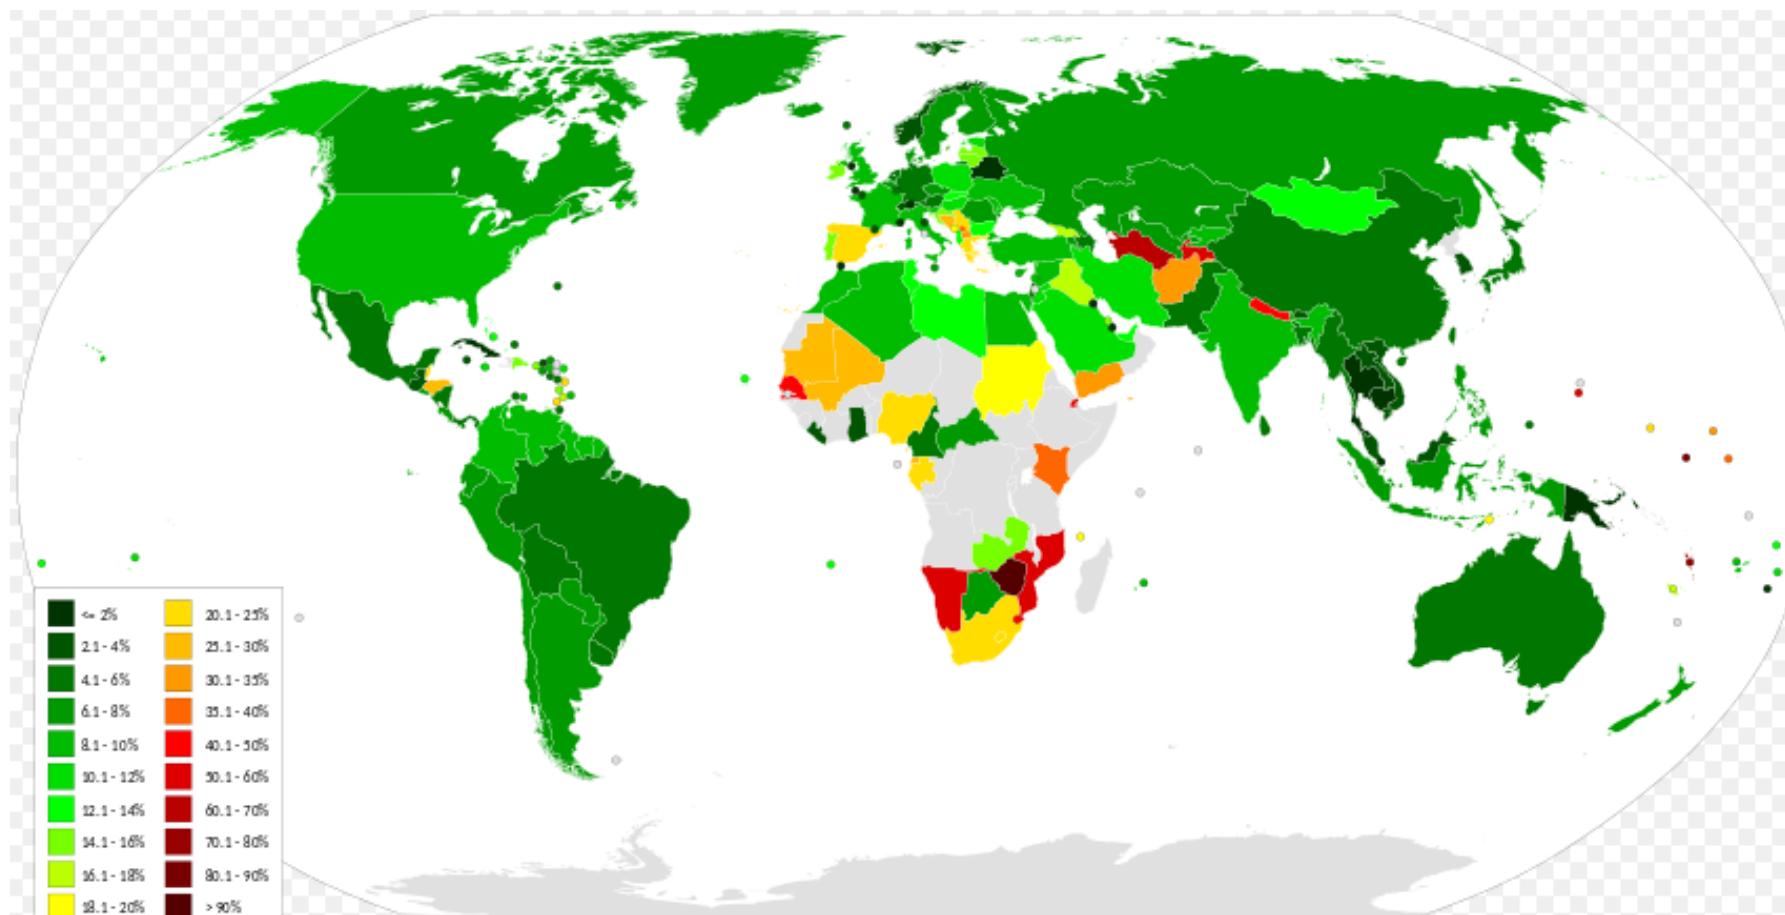 <= 2%
2.1 - 4%
4.1 - 6%
6.1 - 8%
8.1 - 10%
10.1 - 12%
12.1 - 14%
14.1 - 16%
16.1 - 18%
18.1 - 20%
20.1 - 25%
25.1 - 30%
30.1 - 35%
35.1 - 40%
40.1 - 50%
50.1 - 60%
60.1 - 70%
70.1 - 80%
80.1 - 90%
> 90%